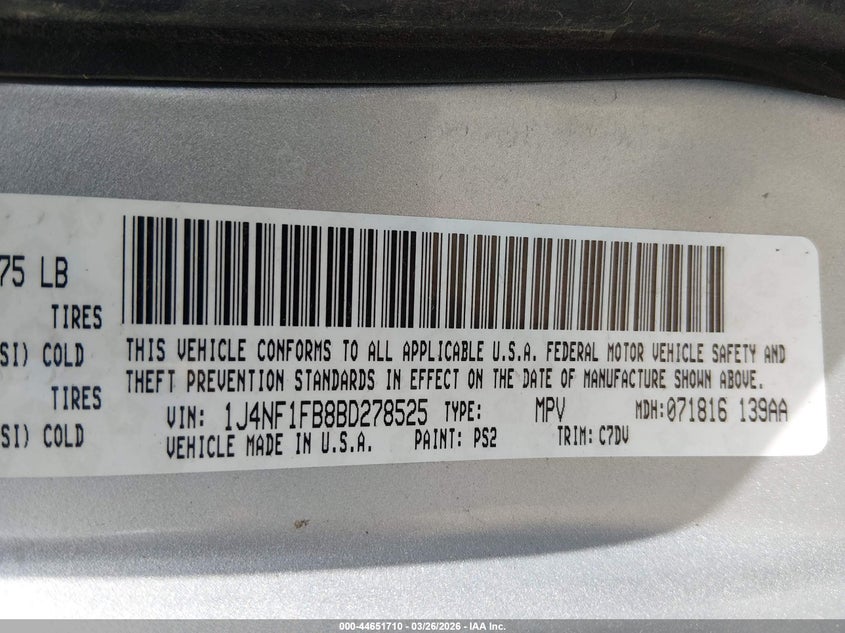 75 LB
TIRES
SI) COLD
TIRES
SI) COLD
THIS VEHICLE CONFORMS TO ALL APPLICABLE U.S.A. FEDERAL MOTOR VEHICLE SAFETY AND
THEFT PREVENTION STANDARDS IN EFFECT ON THE DATE OF MANUFACTURE SHOWN ABOVE.
VIN: 1J4NF1FB8BD278525 TYPE: MPV MDH:071816 139AA
VEHICLE MADE IN U.S.A. PAINT: PS2 TRIM: C7DV
000-44651710 | 03/26/2026 - IAA Inc.